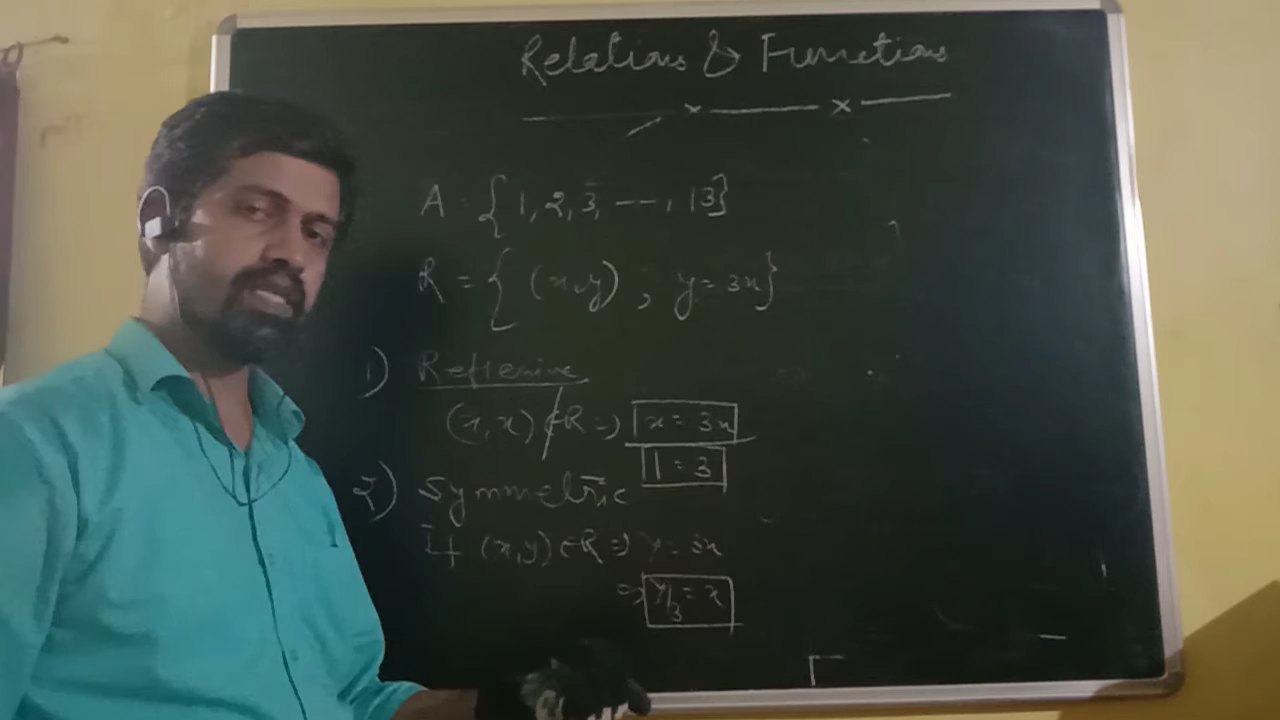 Relations & Functions
A = {1, 2, 3, ---, 13}
R = { (x,y) ; y = 3x}
1) Reflexive
(x,x) ∉ R ⇒ x = 3x
1 = 3
2) Symmetric
If (x,y) ∈ R ⇒ y = 3x
⇒ y/3 = x